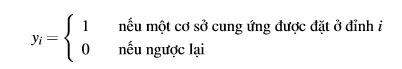 y_i = { 1 nếu một cơ sở cung ứng được đặt ở đỉnh i
0 nếu ngược lại